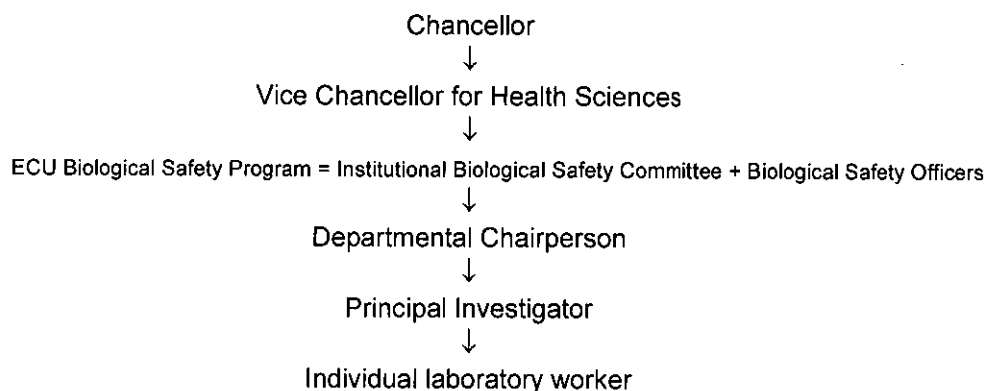 Chancellor
↓
Vice Chancellor for Health Sciences
↓
ECU Biological Safety Program = Institutional Biological Safety Committee + Biological Safety Officers
↓
Departmental Chairperson
↓
Principal Investigator
↓
Individual laboratory worker